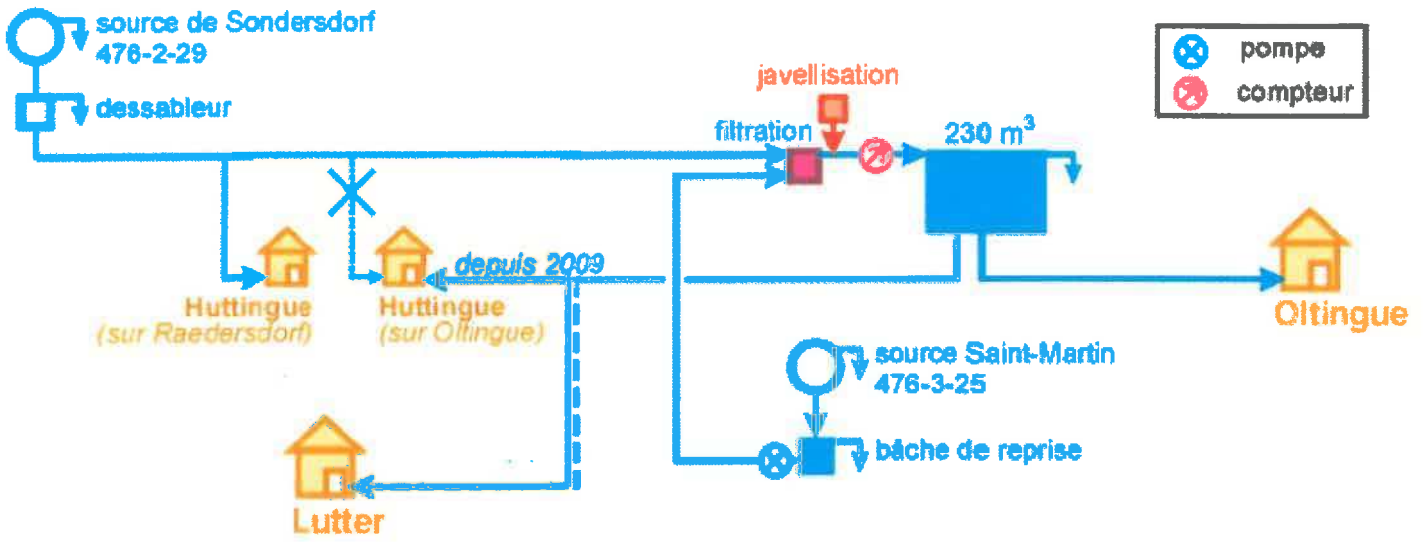 source de Sondersdorf
476-2-29
dessableur
javellisation
filtration
230 m³
pompe
compteur
depuis 2009
Huttingue
(sur Raedersdorf)
Huttingue
(sur Oltingue)
Oltingue
source Saint-Martin
476-3-25
bâche de reprise
Lutter